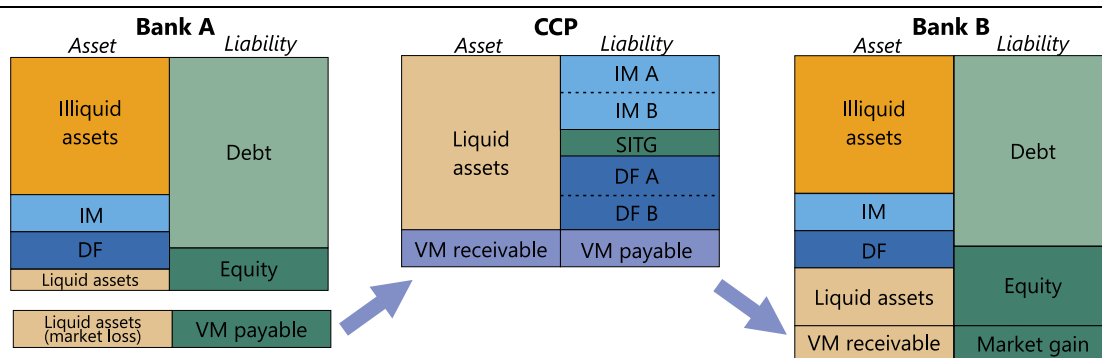 Bank A
Asset
Liability
Illiquid
assets
IM
DF
Liquid assets
Debt
Equity
Liquid assets
(market loss)
VM payable
CCP
Asset
Liability
Liquid
assets
VM receivable
IM A
IM B
SITG
DF A
DF B
VM payable
Bank B
Asset
Liability
Illiquid
assets
IM
DF
Liquid assets
VM receivable
Debt
Equity
Market gain